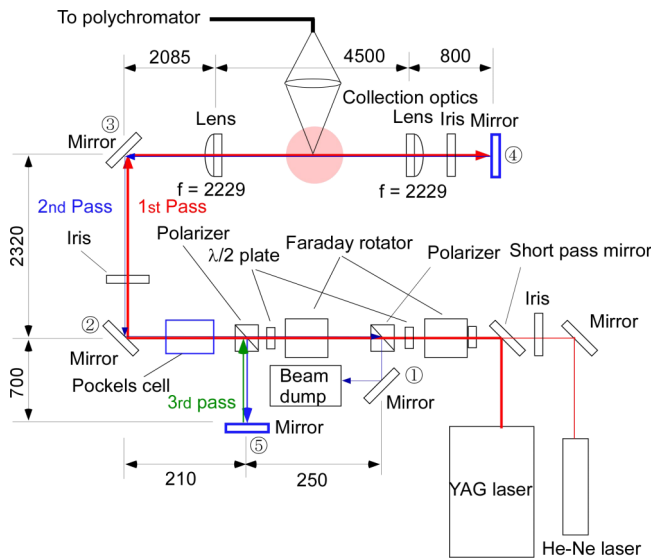 To polychromator
2085
4500
800
Collection optics
Lens
Lens
Iris
Mirror
③
Mirror
④
f = 2229
f = 2229
2nd Pass
1st Pass
2320
Iris
Polarizer
λ/2 plate
Faraday rotator
Polarizer
Short pass mirror
Iris
Mirror
②
Mirror
Pockels cell
700
3rd pass
Beam
dump
①
Mirror
Mirror
⑤
210
250
YAG laser
He-Ne laser